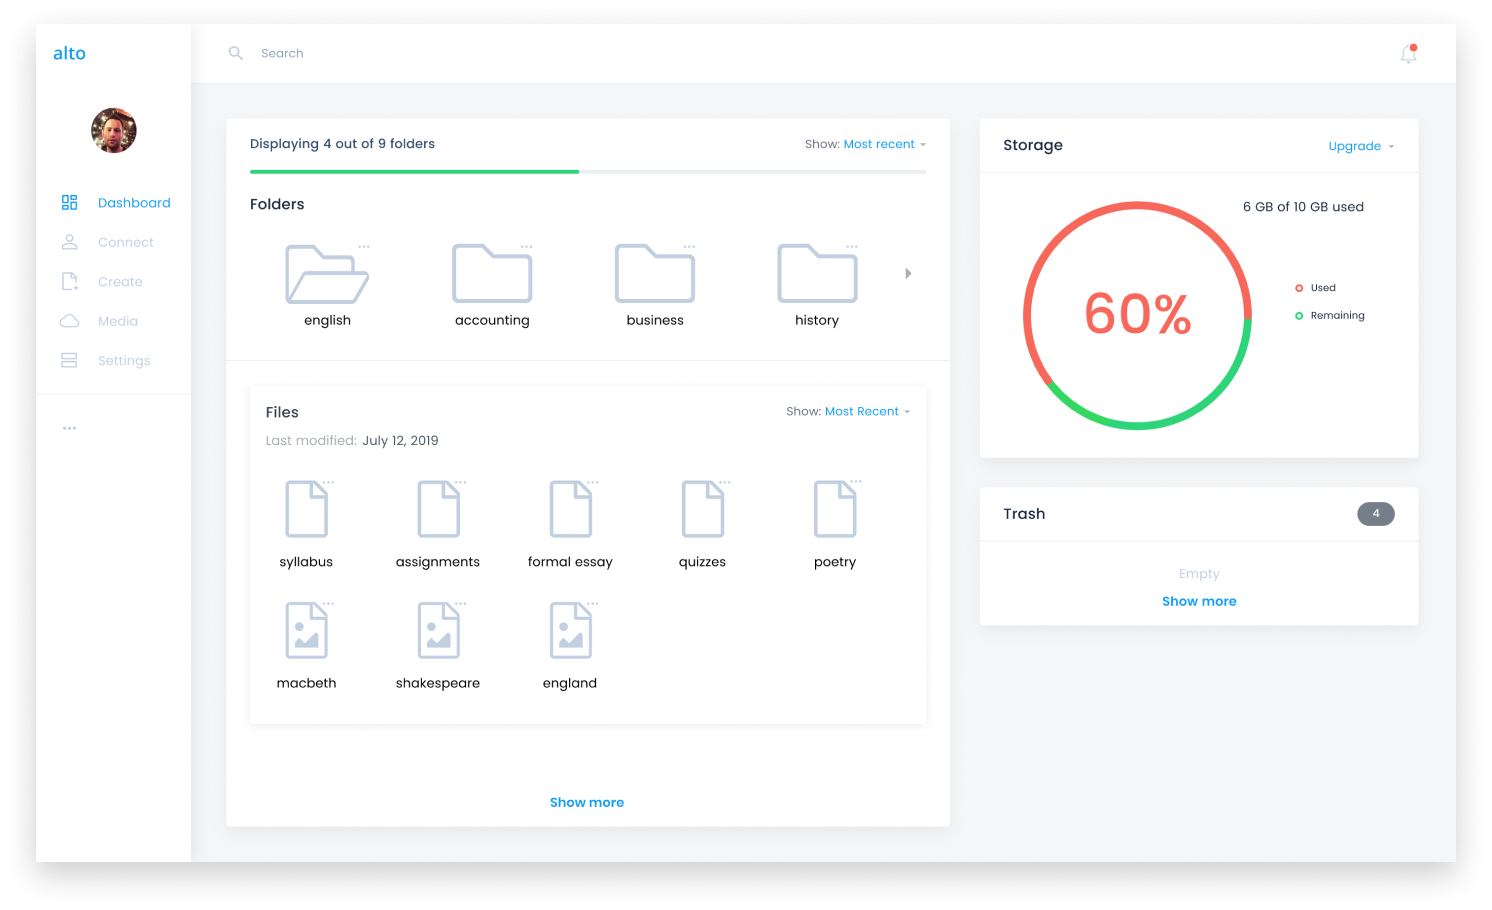 alto
Search
Dashboard
Connect
Create
Media
Settings
Displaying 4 out of 9 folders
Show: Most recent
Folders
english
accounting
business
history
Files
Show: Most Recent
Last modified: July 12, 2019
syllabus
assignments
formal essay
quizzes
poetry
macbeth
shakespeare
england
Show more
Storage
Upgrade
6 GB of 10 GB used
60%
Used
Remaining
Trash
4
Empty
Show more